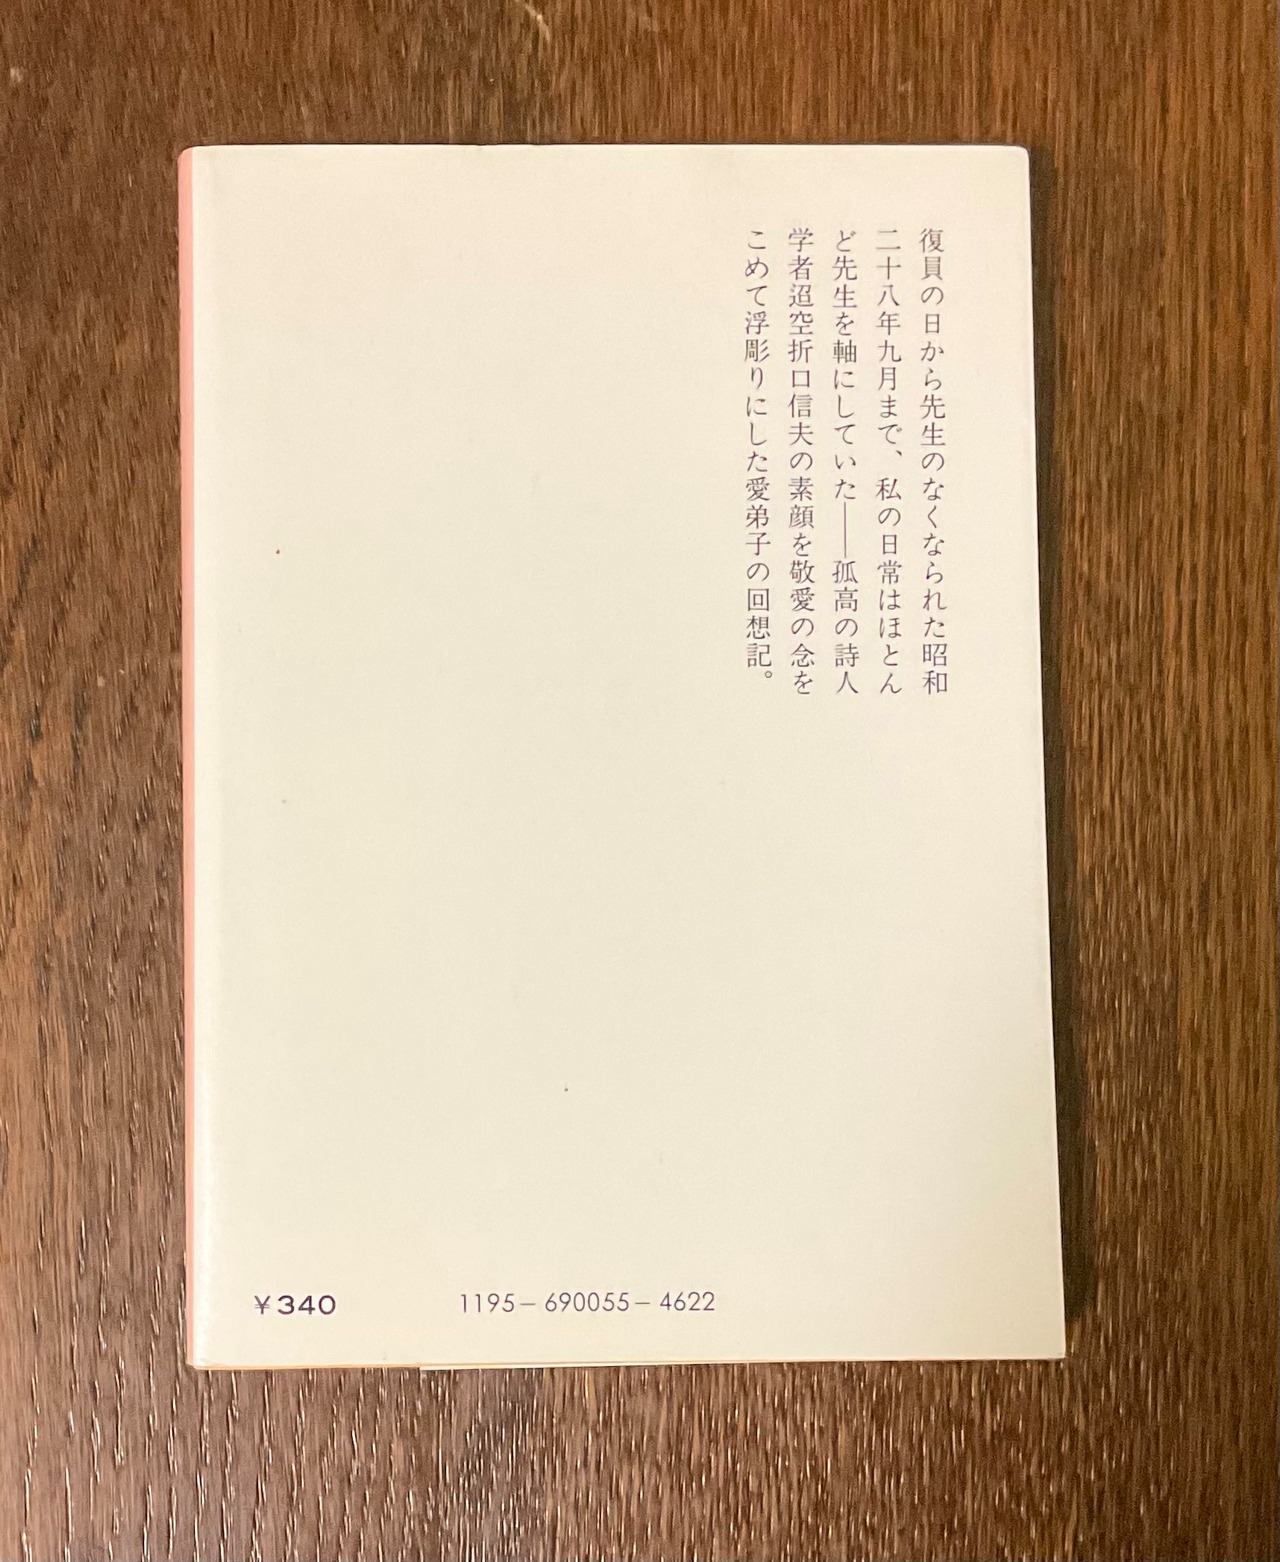 復員の日から先生のなくなられた昭和
二十八年九月まで、私の日常はほとん
ど先生を軸にしていた――孤高の詩人
学者迢空折口信夫の素顔を敬愛の念を
こめて浮彫りにした愛弟子の回想記。
¥340
1195-690055-4622